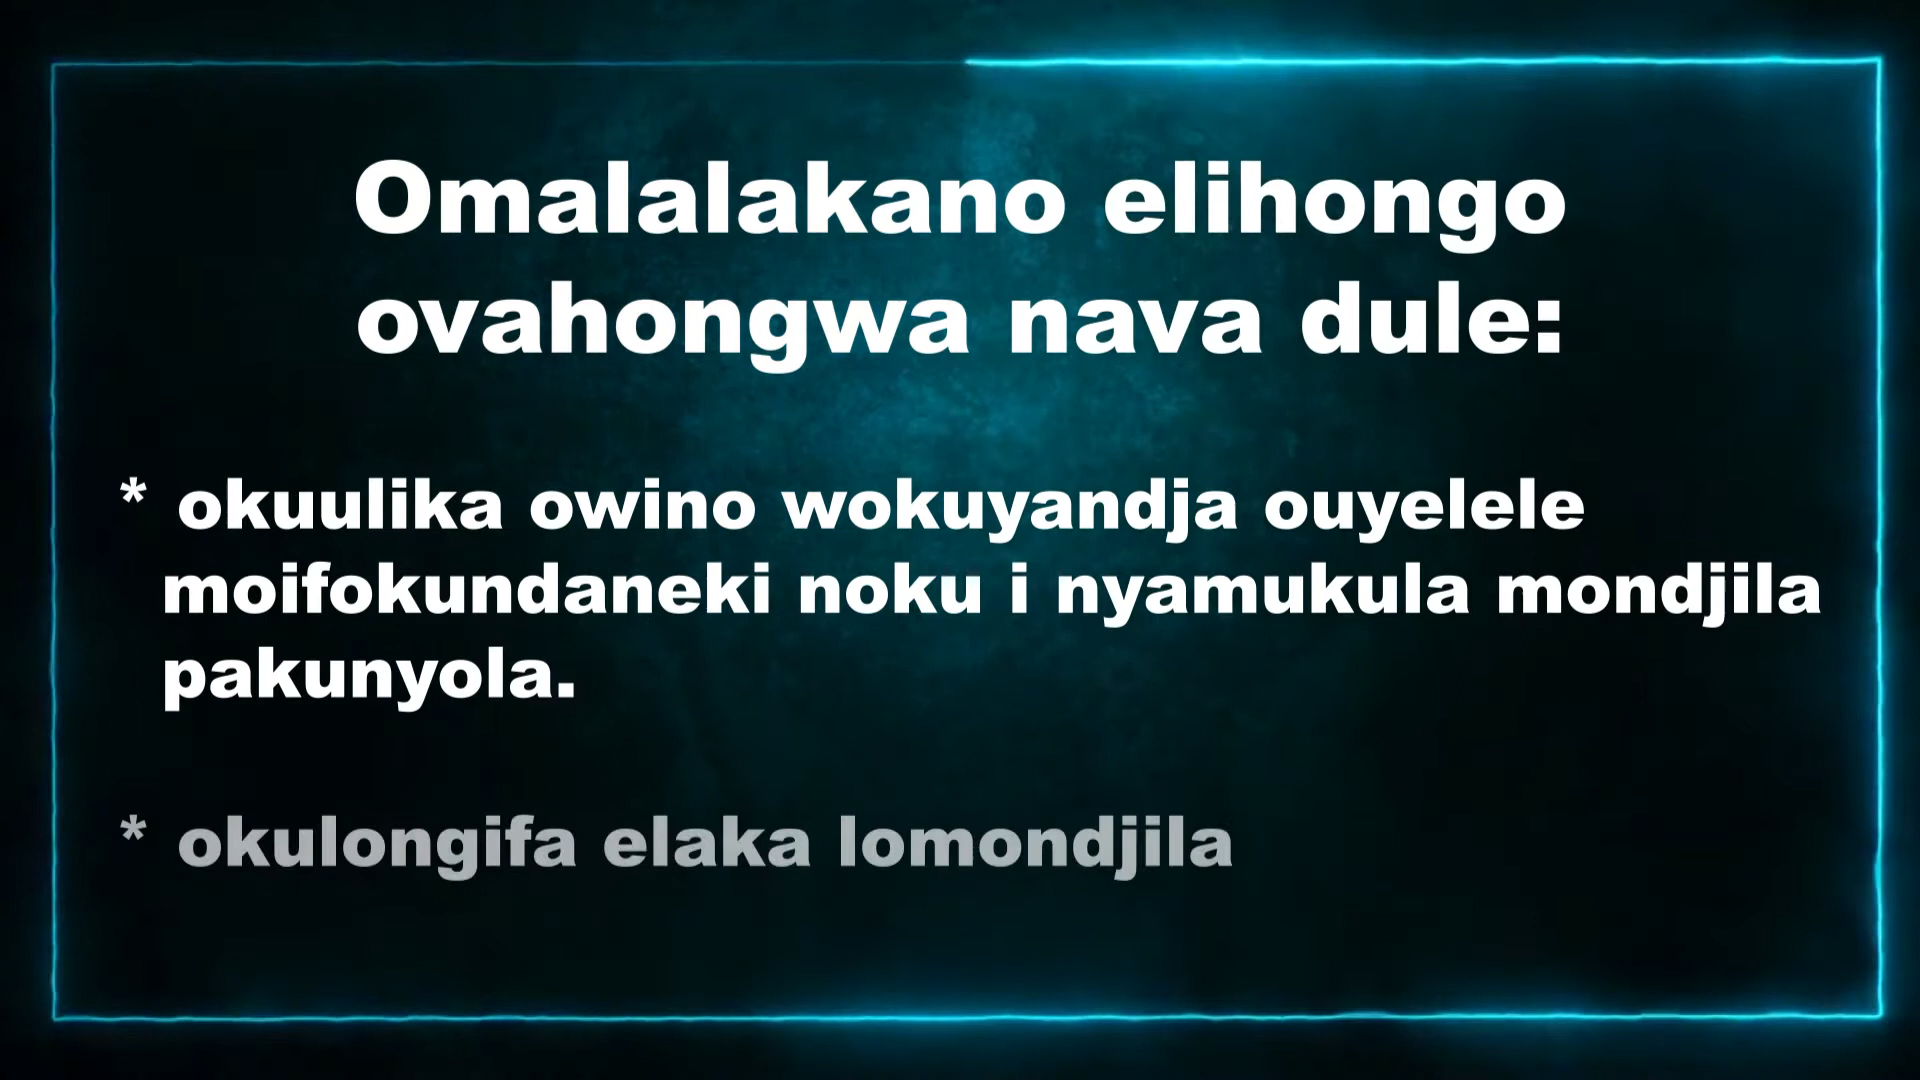 Omalalakano elihongo
ovahongwa nava dule:
* okuulika owino wokuyandja ouyelele
moifokundaneki noku i nyamukula mondjila
pakunyola.
* okulongifa elaka lomondjila